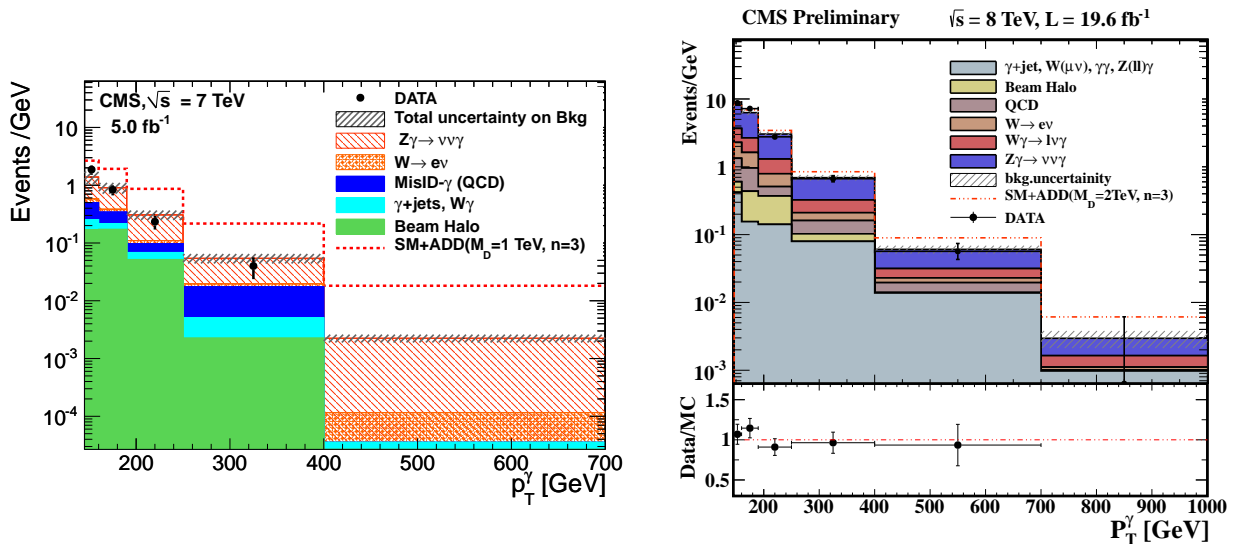 CMS, √s = 7 TeV
5.0 fb⁻¹
DATA
Total uncertainty on Bkg
Zγ→ ννγ
W→ eν
MisID-γ (QCD)
γ+jets, Wγ
Beam Halo
SM+ADD(M_D=1 TeV, n=3)
Events /GeV
10
1
10⁻¹
10⁻²
10⁻³
10⁻⁴
200 300 400 500 600 700
p_T^γ [GeV]
CMS Preliminary √s = 8 TeV, L = 19.6 fb⁻¹
γ+jet, W(μν), γγ, Z(ll)γ
Beam Halo
QCD
W→ eν
Wγ→ lνγ
Zγ→ ννγ
bkg.uncertainity
SM+ADD(M_D=2TeV, n=3)
DATA
Events/GeV
10
1
10⁻¹
10⁻²
10⁻³
Data/MC
1.5
1
0.5
200 300 400 500 600 700 800 900 1000
P_T^γ [GeV]